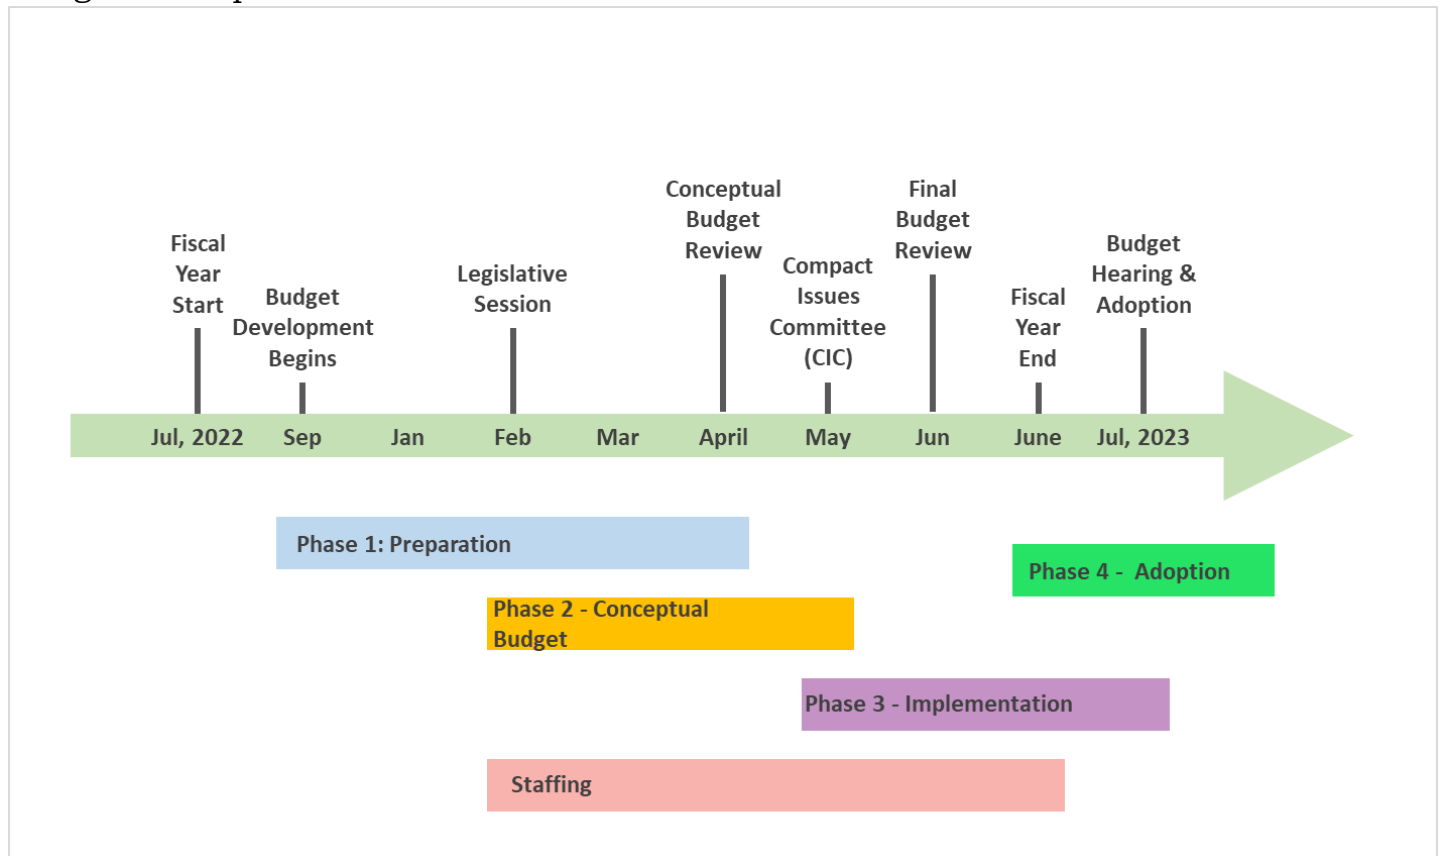 Fiscal
Year
Start
Budget
Development
Begins
Legislative
Session
Conceptual
Budget
Review
Compact
Issues
Committee
(CIC)
Final
Budget
Review
Fiscal
Year
End
Budget
Hearing &
Adoption
Jul, 2022 Sep Jan Feb Mar April May Jun June Jul, 2023
Phase 1: Preparation
Phase 4 - Adoption
Phase 2 - Conceptual
Budget
Phase 3 - Implementation
Staffing